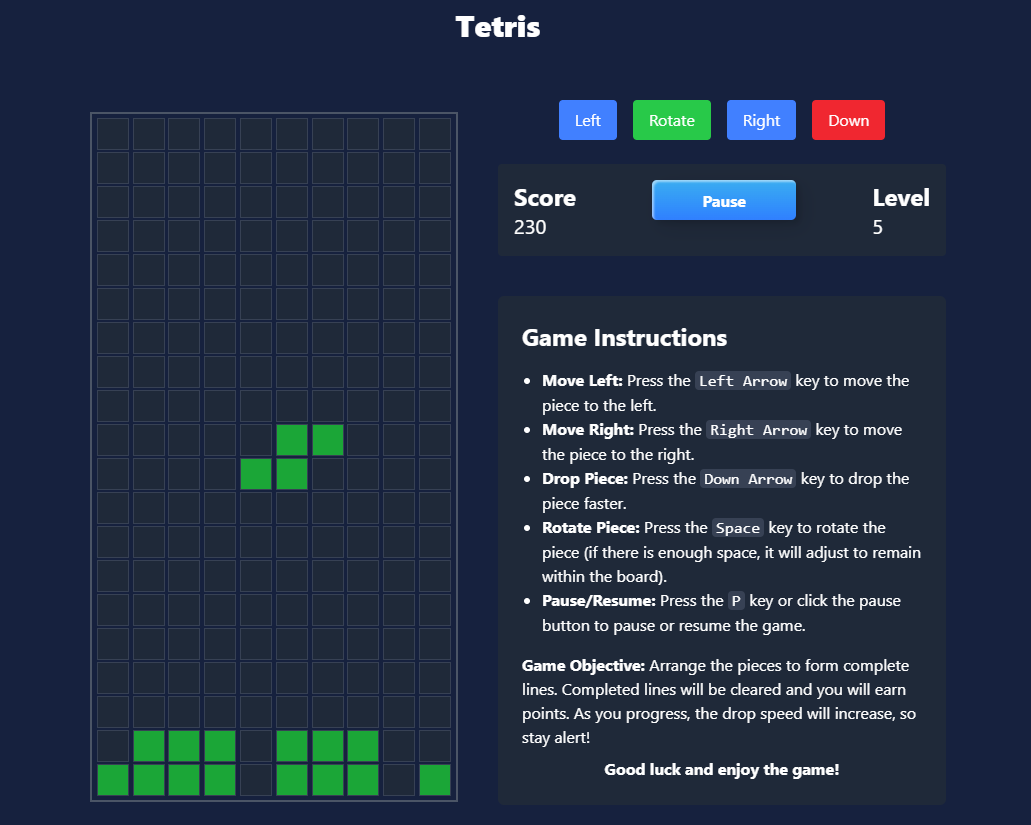 Tetris
Left
Rotate
Right
Down
Score
230
Pause
Level
5
Game Instructions
Move Left: Press the Left Arrow key to move the
piece to the left.
Move Right: Press the Right Arrow key to move
the piece to the right.
Drop Piece: Press the Down Arrow key to drop the
piece faster.
Rotate Piece: Press the Space key to rotate the
piece (if there is enough space, it will adjust to remain
within the board).
Pause/Resume: Press the P key or click the pause
button to pause or resume the game.
Game Objective: Arrange the pieces to form complete
lines. Completed lines will be cleared and you will earn
points. As you progress, the drop speed will increase, so
stay alert!
Good luck and enjoy the game!